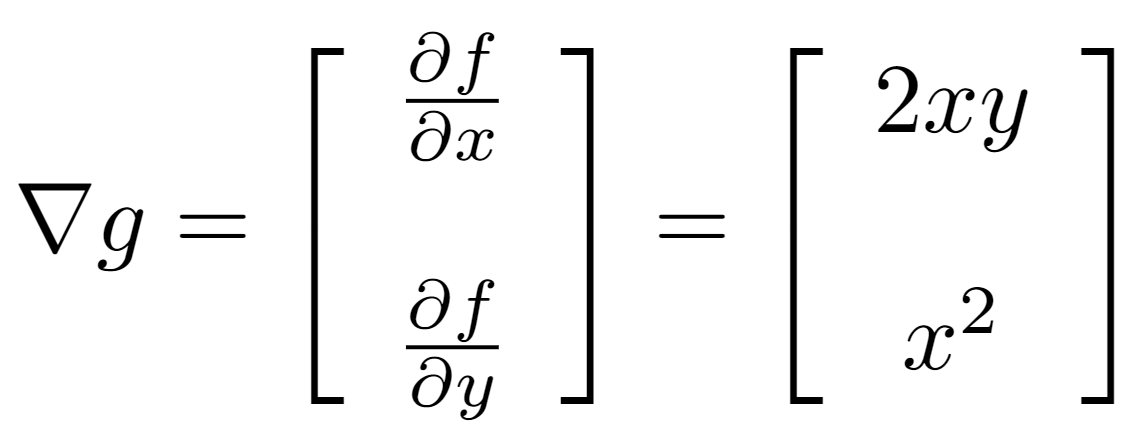 ∇g = [ ∂f/∂x ∂f/∂y ] = [ 2xy x² ]